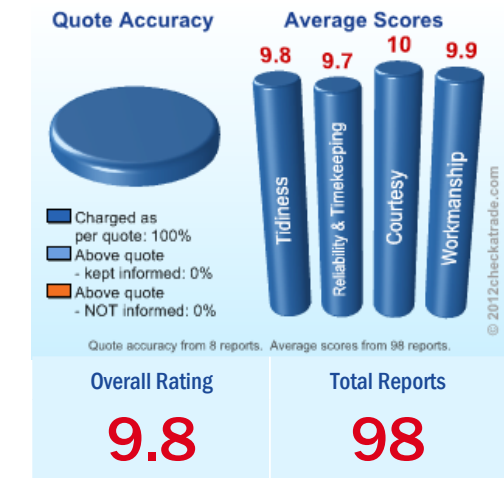 Quote Accuracy
Average Scores
9.8
9.7
10
9.9
Tidiness
Reliability & Timekeeping
Courtesy
Workmanship
Charged as
per quote: 100%
Above quote
- kept informed: 0%
Above quote
- NOT informed: 0%
© 2012checkatrade.com
Quote accuracy from 8 reports. Average scores from 98 reports.
Overall Rating
Total Reports
9.8
98